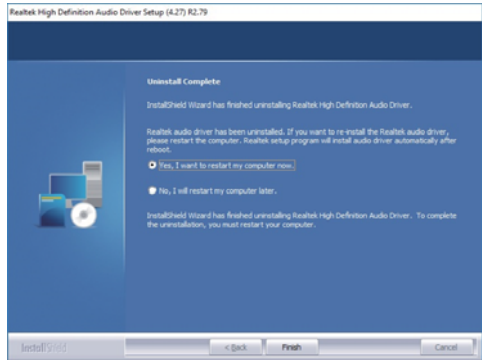 Realtek High Definition Audio Driver Setup (4.27) R2.79
Uninstall Complete
InstallShield Wizard has finished uninstalling Realtek High Definition Audio Driver.
Realtek audio driver has been uninstalled. If you want to re-install the Realtek audio driver,
please restart the computer. Realtek setup program will install audio driver automatically after
reboot.
Yes, I want to restart my computer now.
No, I will restart my computer later.
InstallShield Wizard has finished uninstalling Realtek High Definition Audio Driver. To complete
the uninstallation, you must restart your computer.
InstallShield
< Back Finish Cancel